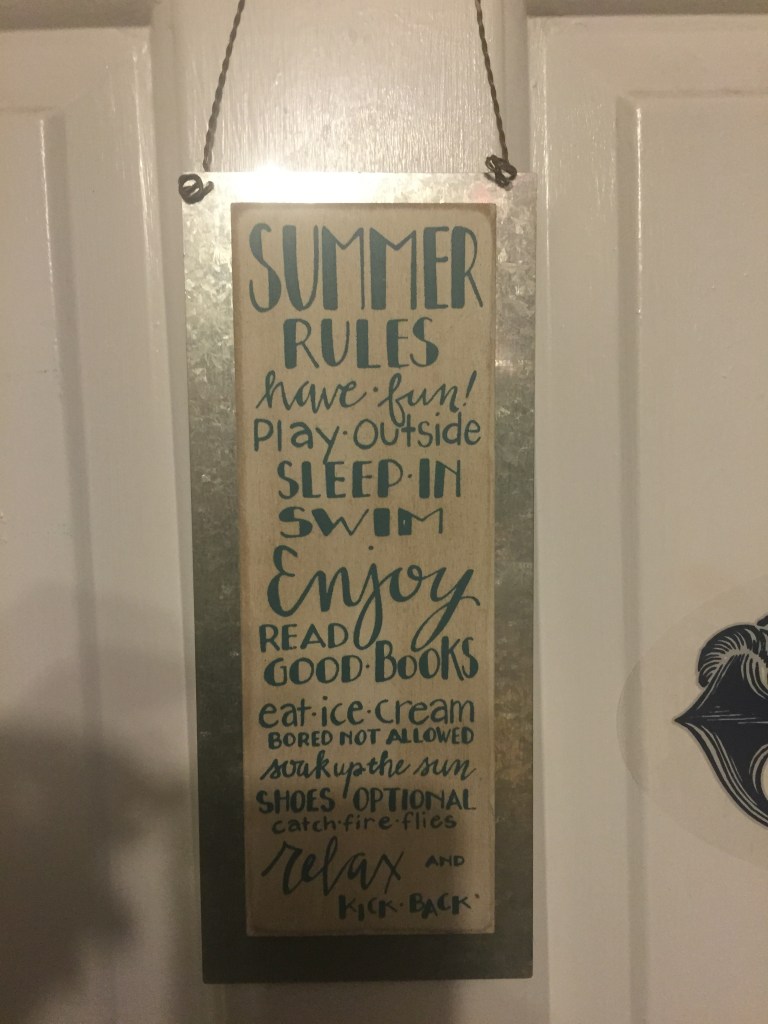 SUMMER
RULES
have·fun!
Play·Outside
SLEEP·IN
SWIM
Enjoy
READ
GOOD·BOOKS
eat·ice·cream
BORED NOT ALLOWED
soak up the sun
SHOES OPTIONAL
catch·fire·flies
relax AND
KICK·BACK·